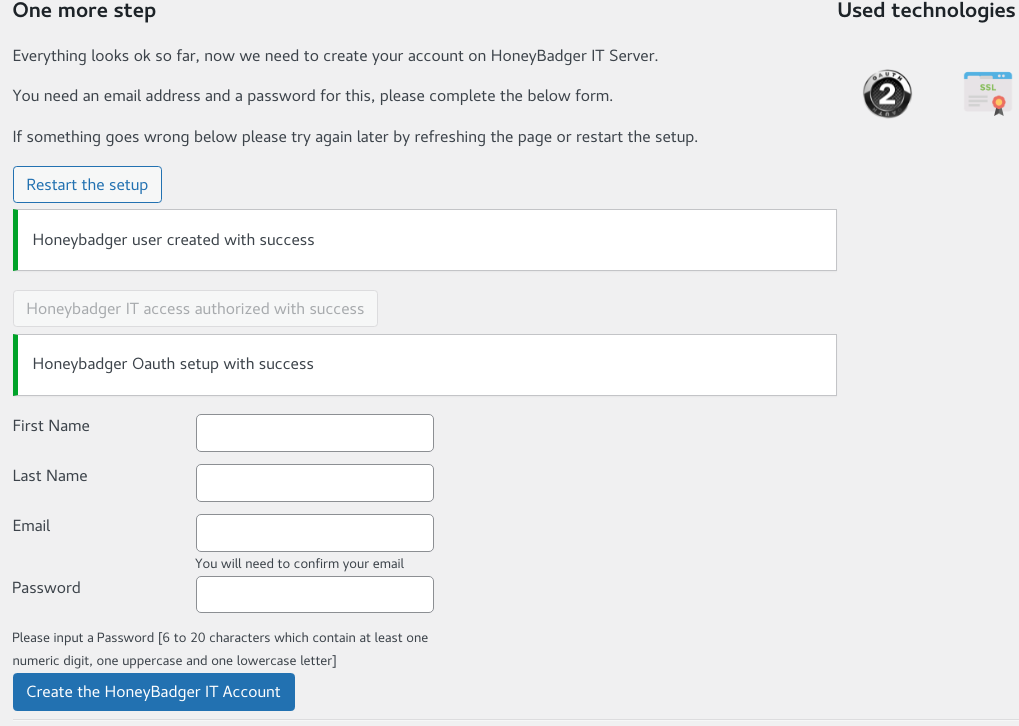 One more step
Used technologies
Everything looks ok so far, now we need to create your account on HoneyBadger IT Server.
You need an email address and a password for this, please complete the below form.
If something goes wrong below please try again later by refreshing the page or restart the setup.
2
SSL
Restart the setup
Honeybadger user created with success
Honeybadger IT access authorized with success
Honeybadger Oauth setup with success
First Name
Last Name
Email
You will need to confirm your email
Password
Please input a Password [6 to 20 characters which contain at least one
numeric digit, one uppercase and one lowercase letter]
Create the HoneyBadger IT Account